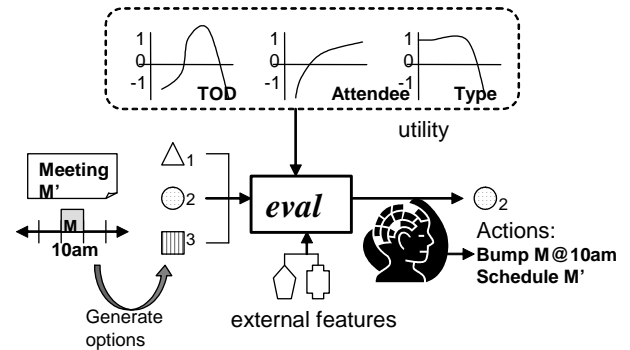 1
0
-1
TOD
1
0
-1
Attendee
1
0
-1
Type
utility
Meeting
M'
M
10am
1
2
3
eval
2
Actions:
Bump M@10am
Schedule M'
Generate
options
external features